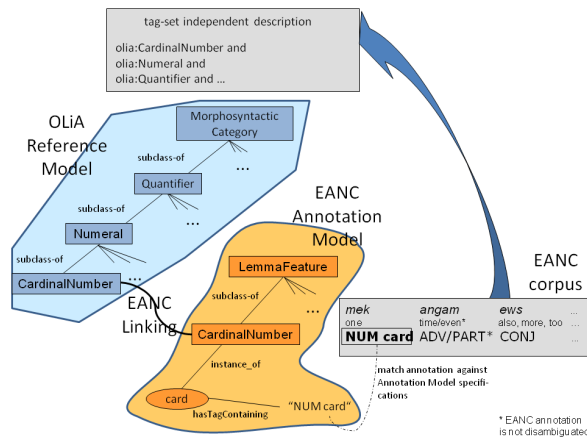 tag-set independent description
olia:CardinalNumber and
olia:Numeral and
olia:Quantifier and ...
OLiA
Reference
Model
Morphosyntactic
Category
subclass-of
...
Quantifier
subclass-of
...
Numeral
subclass-of
...
CardinalNumber
EANC
Linking
EANC
Annotation
Model
LemmaFeature
subclass-of
...
CardinalNumber
instance_of
card
hasTagContaining
"NUM card"
EANC
corpus
mek angam ews ...
one time/even* also, more, too ...
NUM card ADV/PART* CONJ ...
match annotation against
Annotation Model specifi-
cations
* EANC annotation
is not disambiguated